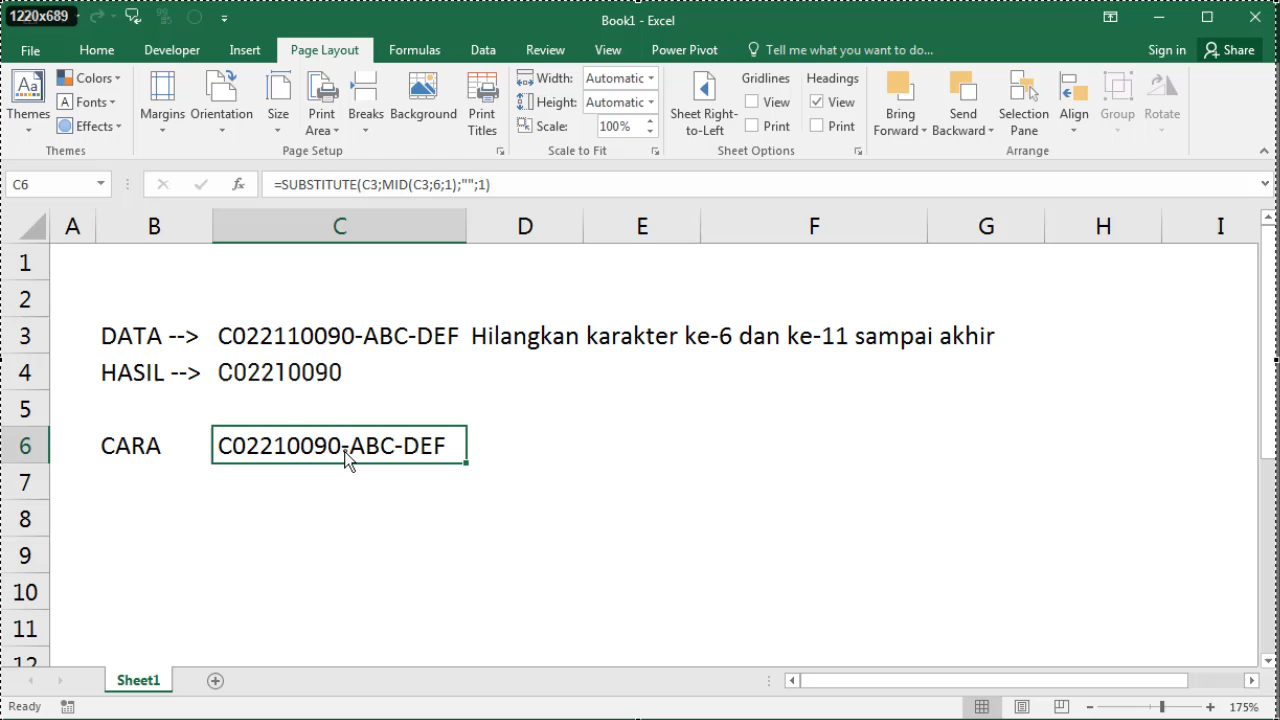 1220x689
Book1 - Excel
File Home Developer Insert Page Layout Formulas Data Review View Power Pivot Tell me what you want to do... Sign in Share
Themes
Colors
Fonts
Effects
Themes
Margins
Orientation
Size
Print Area
Breaks
Background
Print Titles
Page Setup
Width: Automatic
Height: Automatic
Scale: 100%
Scale to Fit
Sheet Right-to-Left
Gridlines
View
Print
Headings
View
Print
Sheet Options
Bring Forward
Send Backward
Selection Pane
Align
Group
Rotate
Arrange
C6 fx =SUBSTITUTE(C3;MID(C3;6;1);"";1)
A B C D E F G H I
1
2
3 DATA --> C022110090-ABC-DEF Hilangkan karakter ke-6 dan ke-11 sampai akhir
4 HASIL --> C02210090
5
6 CARA C02210090-ABC-DEF
7
8
9
10
11
12
Sheet1
Ready 175%